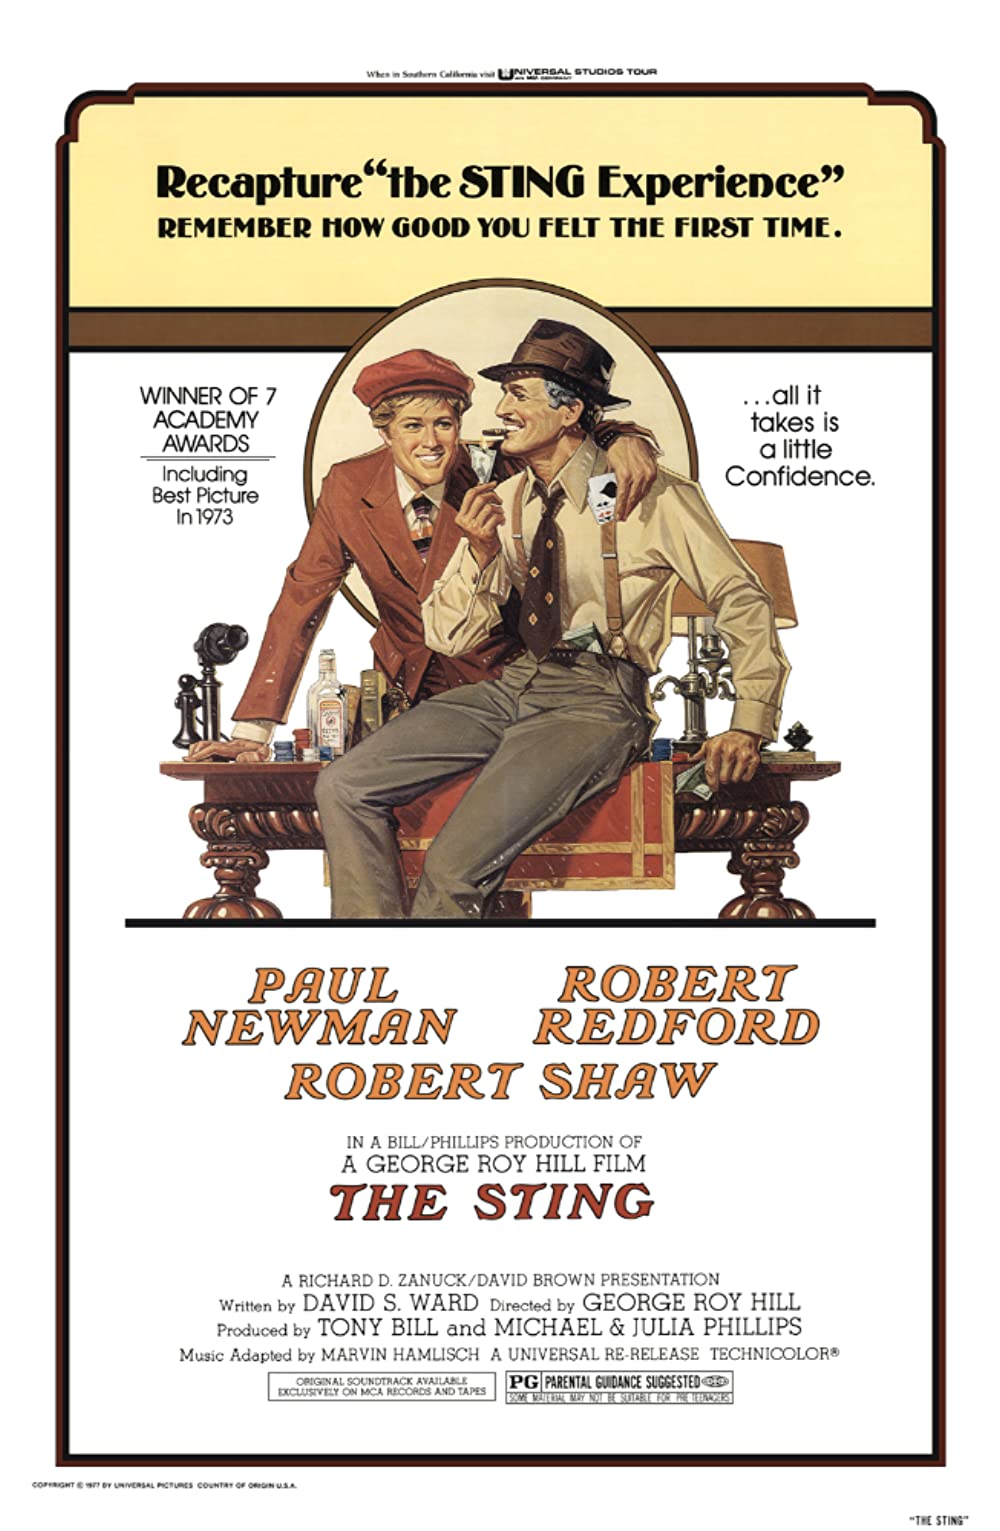 When in Southern California visit UNIVERSAL STUDIOS TOUR
AN MCA COMPANY
Recapture “the STING Experience”
REMEMBER HOW GOOD YOU FELT THE FIRST TIME.
WINNER OF 7
ACADEMY
AWARDS
Including
Best Picture
In 1973
...all it
takes is
a little
Confidence.
AMSEL
PAUL
NEWMAN
ROBERT
REDFORD
ROBERT SHAW
IN A BILL/PHILLIPS PRODUCTION OF
A GEORGE ROY HILL FILM
THE STING
A RICHARD D. ZANUCK/DAVID BROWN PRESENTATION
Written by DAVID S. WARD Directed by GEORGE ROY HILL
Produced by TONY BILL and MICHAEL & JULIA PHILLIPS
Music Adapted by MARVIN HAMLISCH A UNIVERSAL RE-RELEASE TECHNICOLOR®
ORIGINAL SOUNDTRACK AVAILABLE
EXCLUSIVELY ON MCA RECORDS AND TAPES
PG PARENTAL GUIDANCE SUGGESTED
SOME MATERIAL MAY NOT BE SUITABLE FOR PRE-TEENAGERS
COPYRIGHT © 1977 BY UNIVERSAL PICTURES COUNTRY OF ORIGIN U.S.A.
"THE STING"